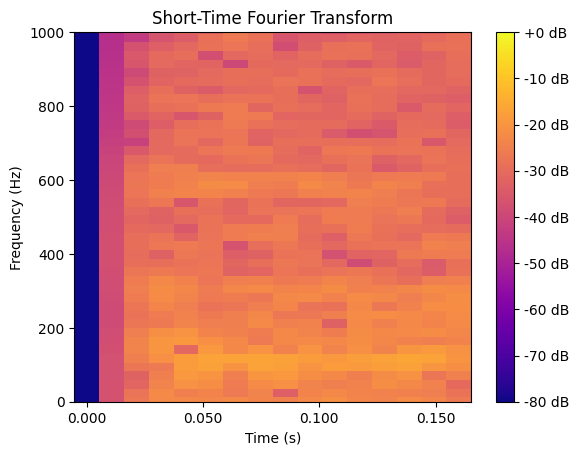 Short-Time Fourier Transform
Frequency (Hz)
1000
800
600
400
200
0
0.000
0.050
0.100
0.150
Time (s)
+0 dB
-10 dB
-20 dB
-30 dB
-40 dB
-50 dB
-60 dB
-70 dB
-80 dB